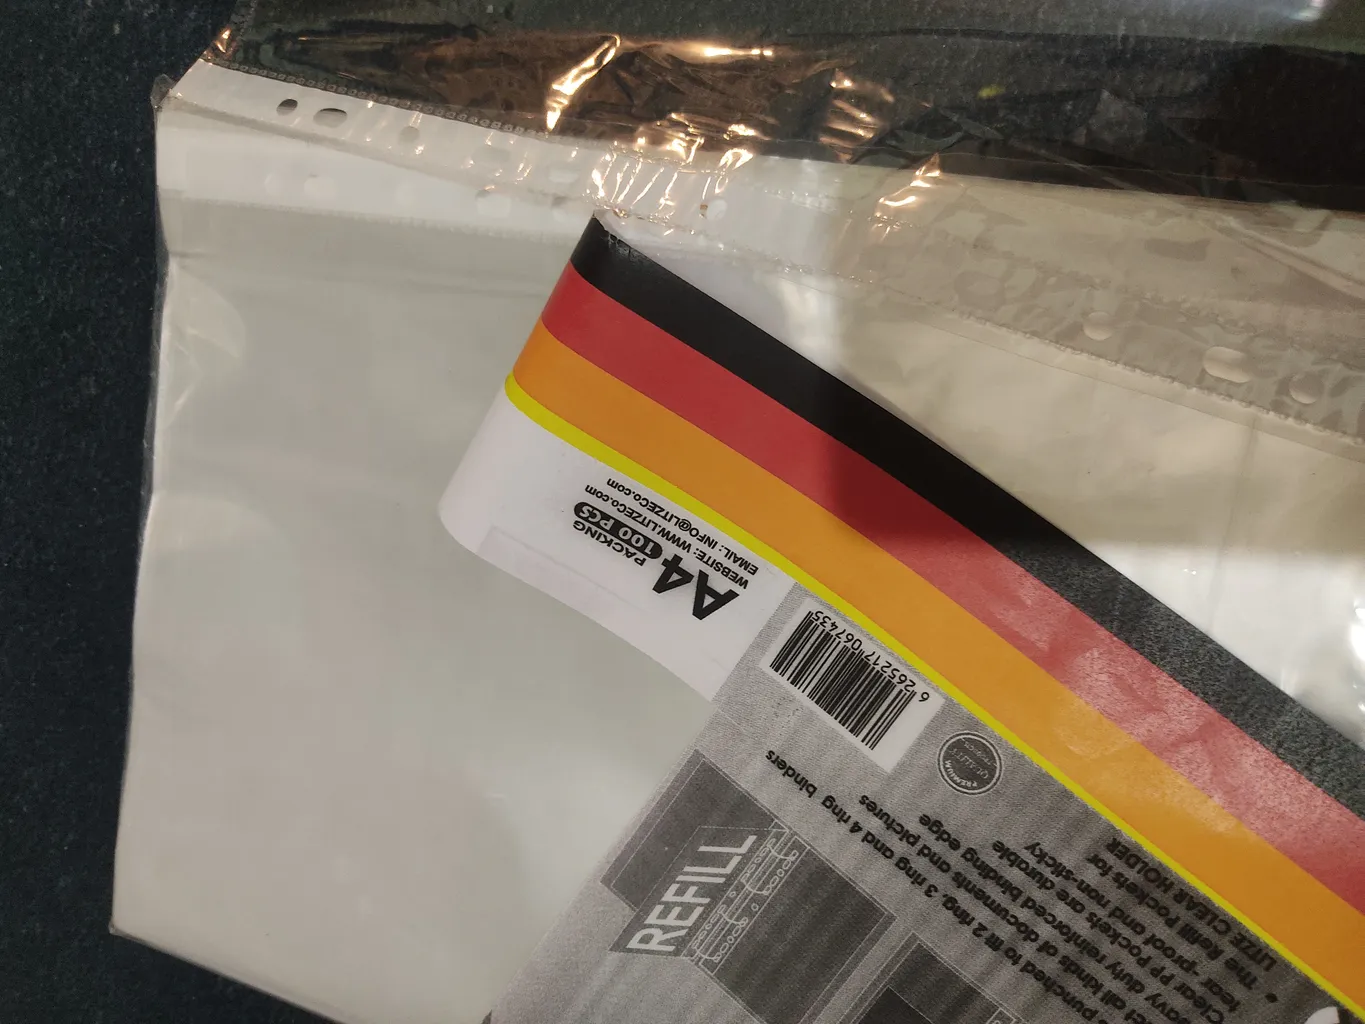 LITZE CLEAR HOLDER
• The Refill Pockets for
tear -proof and non-sticky
Clear PP Pockets are durable
heavy duty reinforced binding edge
all kinds of documents and pictures
punched to fit 2 ring, 3 ring and 4 ring binders
REFILL
PREMIUM
QUALITY
6 265217 067435
A4
PACKING
100 PCS
WEBSITE: WWW.LITZECo.com
EMAIL: INFO@LITZECo.com